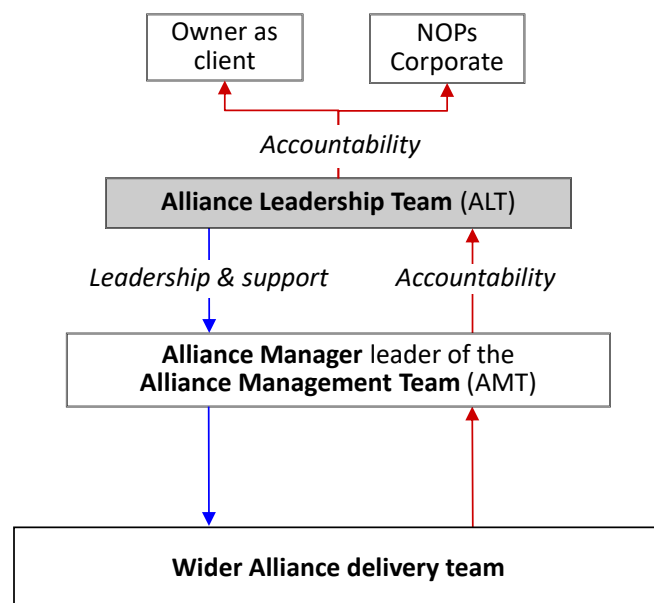 Owner as
client
NOPs
Corporate
Accountability
Alliance Leadership Team (ALT)
Leadership & support
Accountability
Alliance Manager leader of the
Alliance Management Team (AMT)
Wider Alliance delivery team